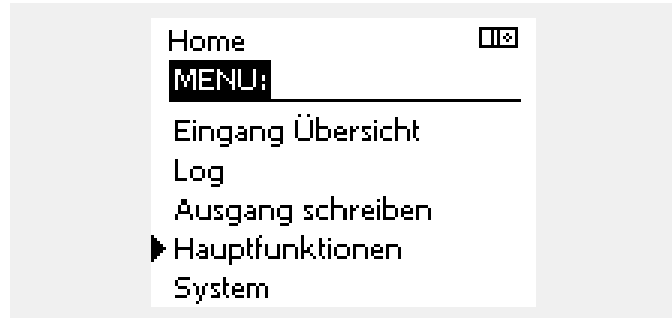 Home
MENU:
Eingang Übersicht
Log
Ausgang schreiben
Hauptfunktionen
System